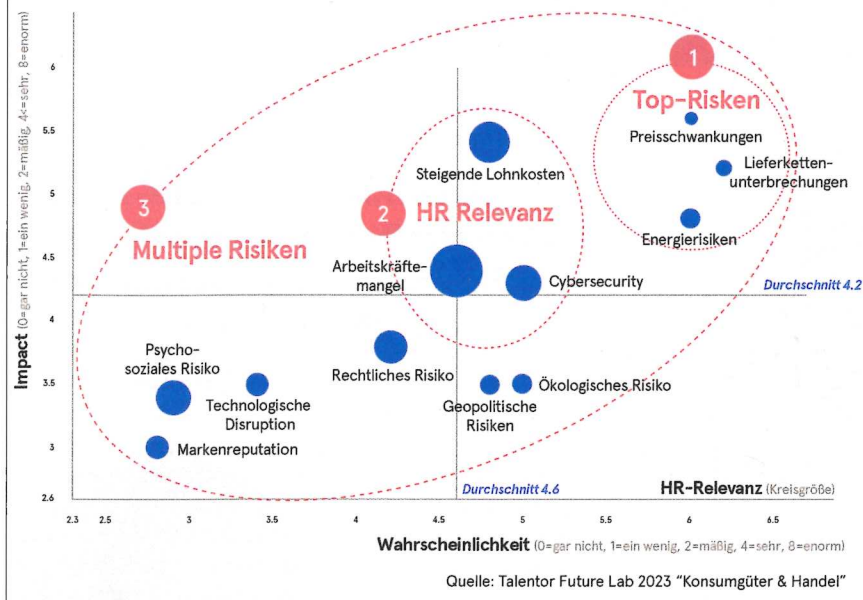 6
5.5
5
4.5
4
3.5
3
2.6
Impact (0=gar nicht, 1=ein wenig, 2=mäßig, 4<=sehr, 8=enorm)
1
Top-Risken
Preisschwankungen
Lieferketten-
unterbrechungen
Energierisiken
Steigende Lohnkosten
2
HR Relevanz
3
Multiple Risiken
Arbeitskräfte-
mangel
Cybersecurity
Durchschnitt 4.2
Psycho-
soziales Risiko
Technologische
Disruption
Markenreputation
Rechtliches Risiko
Geopolitische
Risiken
Ökologisches Risiko
Durchschnitt 4.6
HR-Relevanz (Kreisgröße)
2.3 2.5 3 3.5 4 4.5 5 5.5 6 6.5
Wahrscheinlichkeit (0=gar nicht, 1=ein wenig, 2=mäßig, 4=sehr, 8=enorm)
Quelle: Talentor Future Lab 2023 "Konsumgüter & Handel"